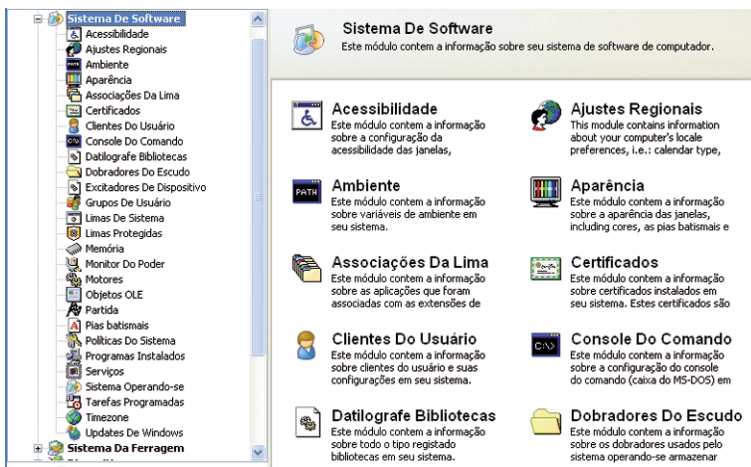 Sistema De Software
Acessibilidade
Ajustes Regionais
Ambiente
Aparência
Associações Da Lima
Certificados
Clientes Do Usuário
Console Do Comando
Datilografe Bibliotecas
Dobradores Do Escudo
Excitadores De Dispositivo
Grupos De Usuário
Limas De Sistema
Limas Protegidas
Memória
Monitor Do Poder
Motores
Objetos OLE
Partida
Pias batismais
Políticas Do Sistema
Programas Instalados
Serviços
Sistema Operando-se
Tarefas Programadas
Timezone
Updates De Windows
Sistema Da Ferragem
Sistema De Software
Este módulo contem a informação sobre seu sistema de software de computador.
Acessibilidade
Este módulo contem a informação
sobre a configuração da
acessibilidade das janelas,
Ajustes Regionais
This module contains information
about your computer's locale
preferences, i.e.: calendar type,
PATH
Ambiente
Este módulo contem a informação
sobre variáveis de ambiente em
seu sistema.
Aparência
Este módulo contem a informação
sobre a aparência das janelas,
including cores, as pias batismais e
Associações Da Lima
Este módulo contem a informação
sobre as aplicações que foram
associadas com as extensões de
Certificados
Este módulo contem a informação
sobre certificados instalados em
seu sistema. Estes certificados são
Clientes Do Usuário
Este módulo contem a informação
sobre clientes do usuário e suas
configurações em seu sistema.
C:\>
Console Do Comando
Este módulo contem a informação
sobre a configuração do console
do comando (caixa do MS-DOS) em
Datilografe Bibliotecas
Este módulo contem a informação
sobre todo o tipo registado
bibliotecas em seu sistema.
Dobradores Do Escudo
Este módulo contem a informação
sobre os dobradores usados pelo
sistema operando-se armazenar